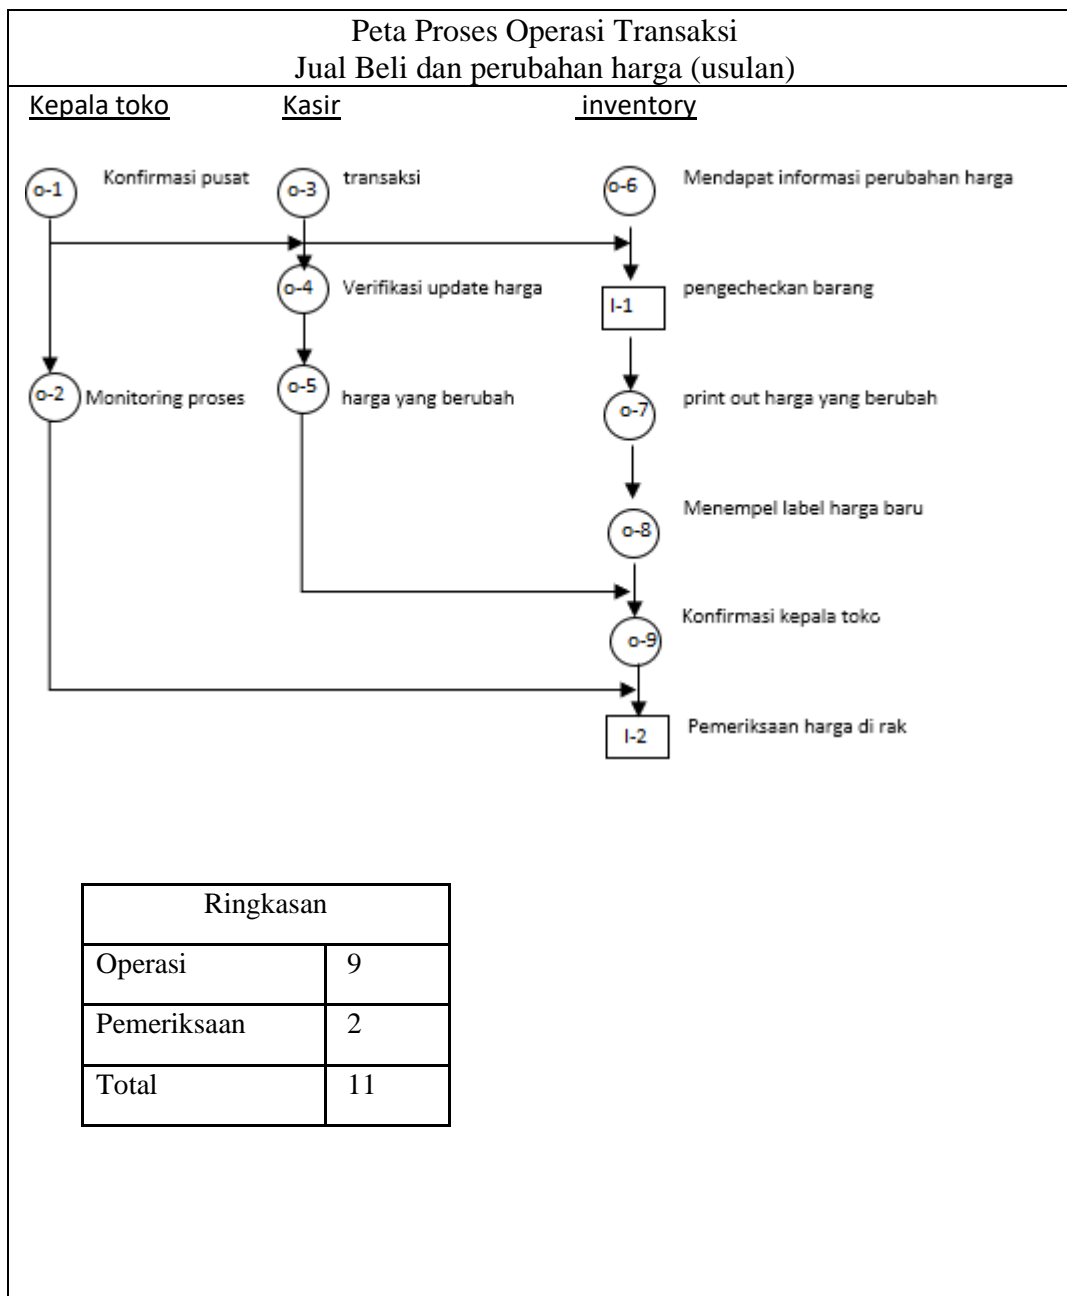 Peta Proses Operasi Transaksi
Jual Beli dan perubahan harga (usulan)
Kepala toko Kasir inventory
o-1 Konfirmasi pusat o-3 transaksi o-6 Mendapat informasi perubahan harga
o-4 Verifikasi update harga I-1 pengecheckan barang
o-2 Monitoring proses o-5 harga yang berubah o-7 print out harga yang berubah
o-8 Menempel label harga baru
o-9 Konfirmasi kepala toko
I-2 Pemeriksaan harga di rak
Ringkasan
Operasi 9
Pemeriksaan 2
Total 11